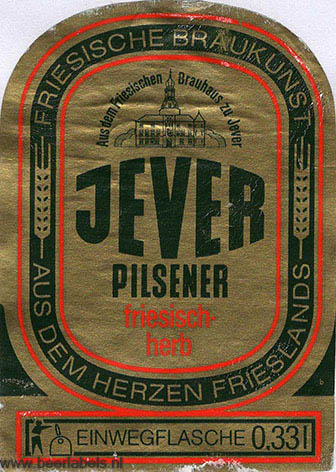 FRIESISCHE BRAUKUNST
Aus dem Friesischen Brauhaus zu Jever
JEVER
PILSENER
friesisch-
herb
AUS DEM HERZEN FRIESLANDS
EINWEGFLASCHE 0,33 l
www.beerlabels.nl